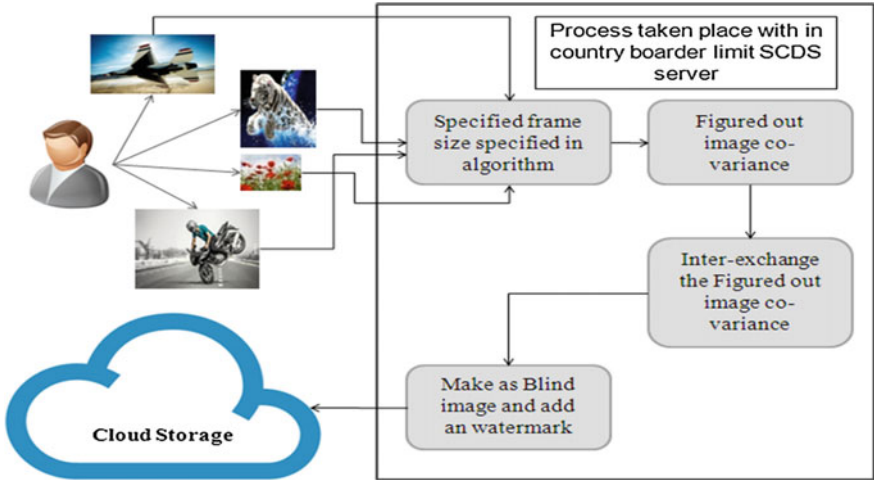 Process taken place with in
country boarder limit SCDS
server
Specified frame
size specified in
algorithm
Figured out
image co-
variance
Inter-exchange
the Figured out
image co-
variance
Make as Blind
image and add
an watermark
Cloud Storage